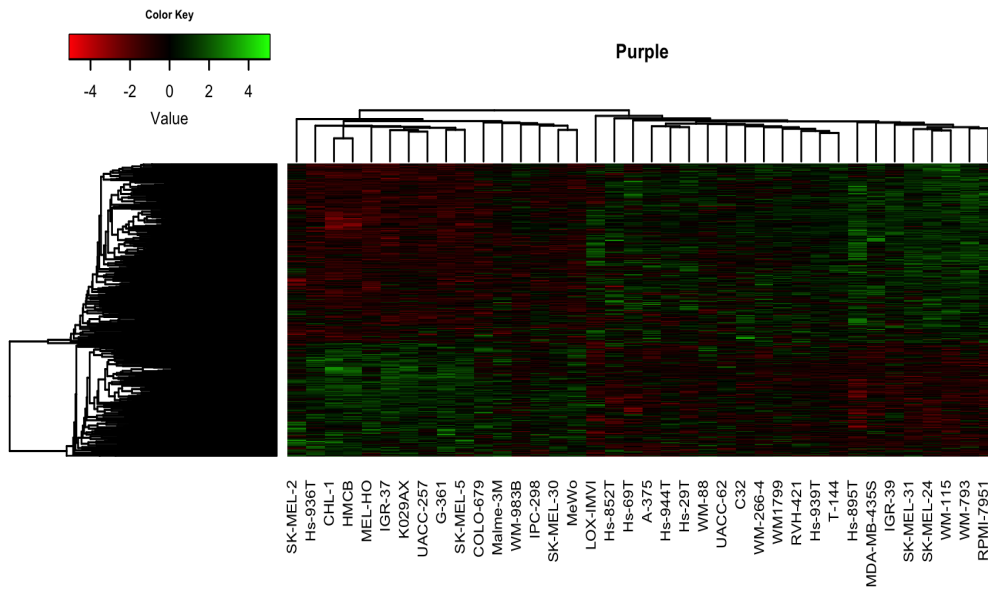 Color Key
-4 -2 0 2 4
Value
Purple
SK-MEL-2
Hs-936T
CHL-1
HMCB
MEL-HO
IGR-37
K029AX
UACC-257
G-361
SK-MEL-5
COLO-679
Malme-3M
WM-983B
IPC-298
SK-MEL-30
MeWo
LOX-IMVI
Hs-852T
Hs-69T
A-375
Hs-944T
Hs-29T
WM-88
UACC-62
C32
WM-266-4
WM1799
RVH-421
Hs-939T
T-144
Hs-895T
MDA-MB-435S
IGR-39
SK-MEL-31
SK-MEL-24
WM-115
WM-793
RPMI-7951